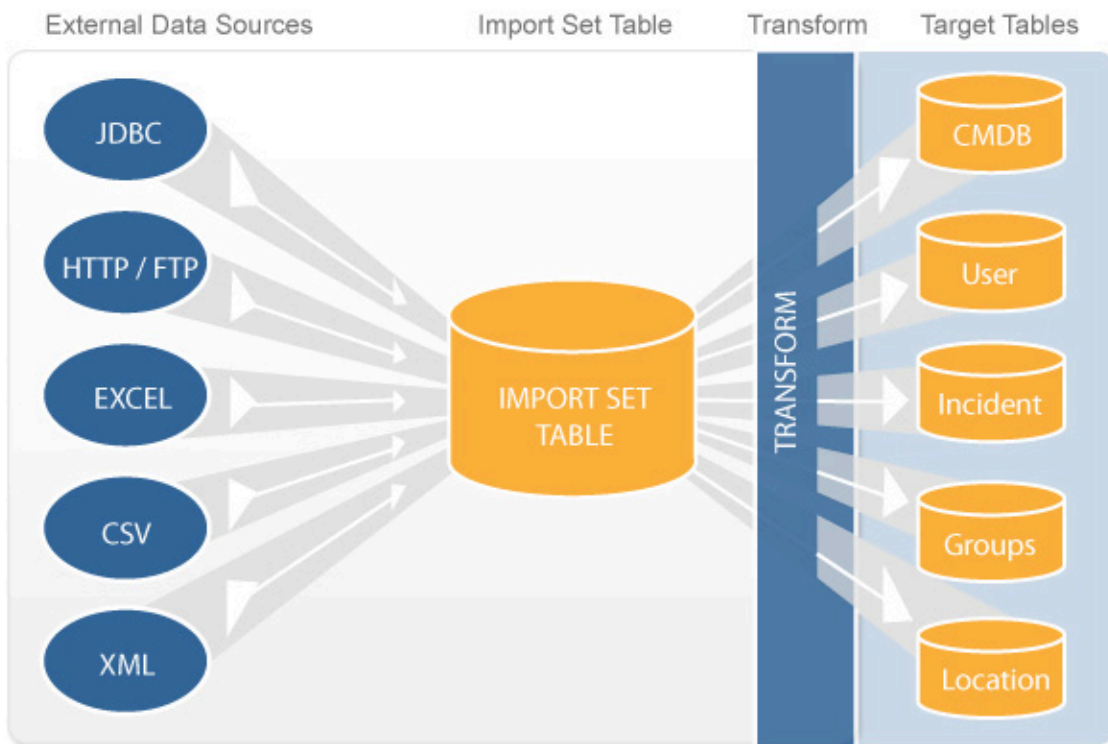 External Data Sources
Import Set Table
Transform
Target Tables
JDBC
HTTP / FTP
EXCEL
CSV
XML
IMPORT SET
TABLE
TRANSFORM
CMDB
User
Incident
Groups
Location